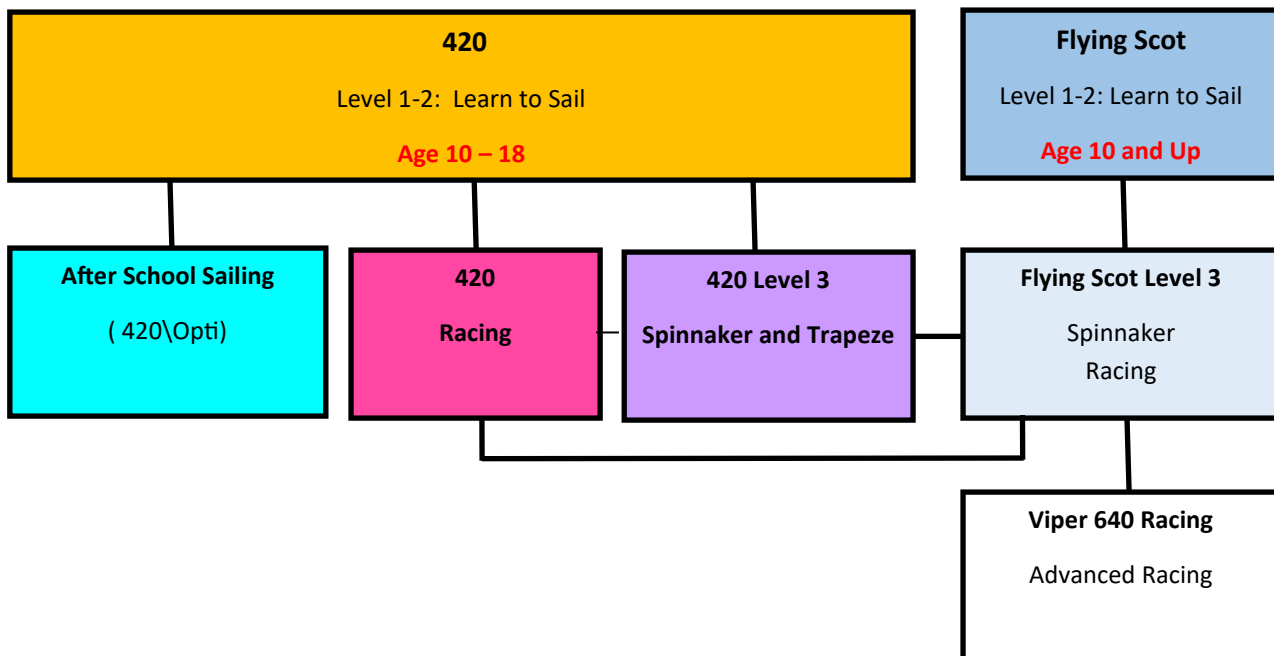 420
Level 1-2:  Learn to Sail
Age 10 – 18
Flying Scot
Level 1-2: Learn to Sail
Age 10 and Up
After School Sailing
( 420\Opti)
420
Racing
420 Level 3
Spinnaker and Trapeze
Flying Scot Level 3
Spinnaker
Racing
Viper 640 Racing
Advanced Racing